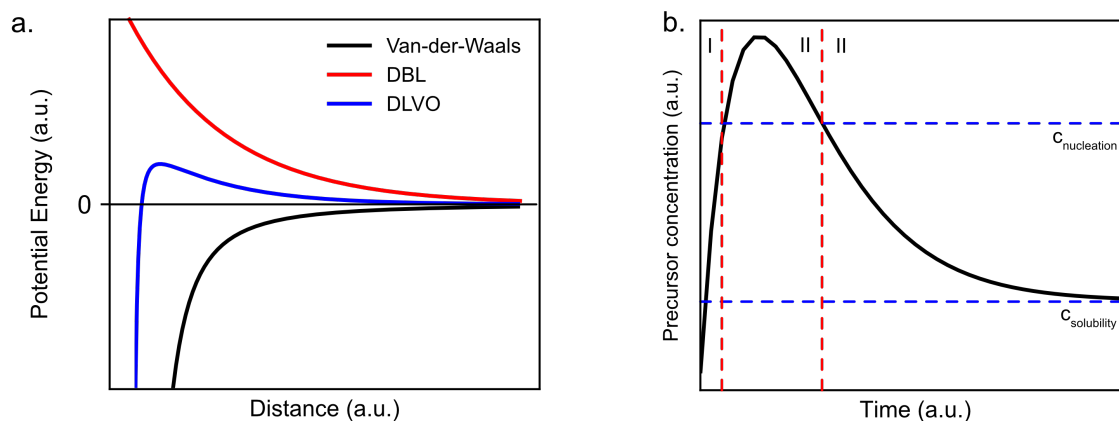 a.
Potential Energy (a.u.)
0
Van-der-Waals
DBL
DLVO
Distance (a.u.)
b.
Precursor concentration (a.u.)
I
II
II
c_nucleation
c_solubility
Time (a.u.)